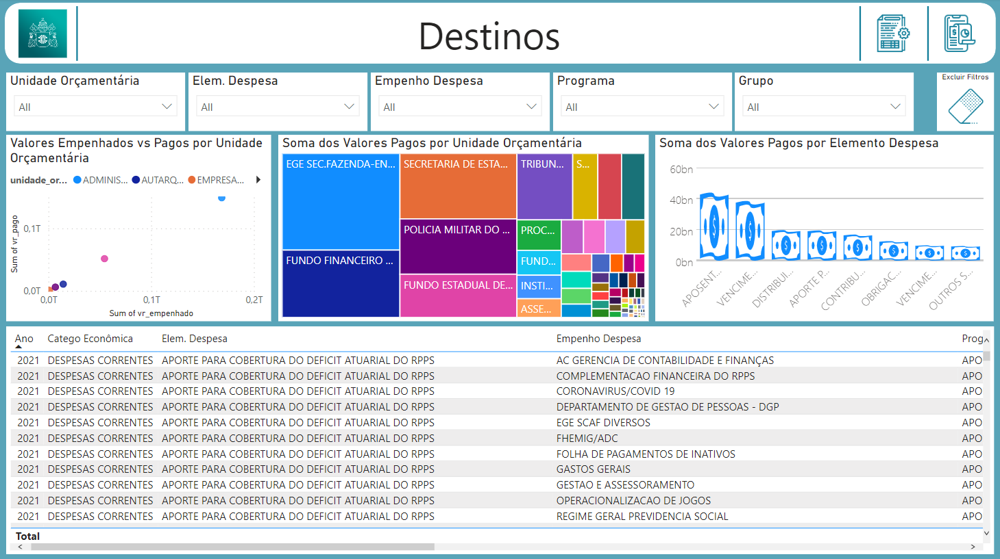 Destinos
Unidade Orçamentária
All
Elem. Despesa
All
Empenho Despesa
All
Programa
All
Grupo
All
Excluir Filtros
Valores Empenhados vs Pagos por Unidade
Orçamentária
unidade_or... ADMINIS... AUTARQ... EMPRESA...
Sum of vr_pago
0,1T
0,0T
0,0T 0,1T 0,2T
Sum of vr_empenhado
Soma dos Valores Pagos por Unidade Orçamentária
EGE SEC.FAZENDA-EN...
FUNDO FINANCEIRO ...
SECRETARIA DE ESTA...
POLICIA MILITAR DO ...
FUNDO ESTADUAL DE...
TRIBUN...
S...
PROC...
FUND...
INSTI...
ASSE...
Soma dos Valores Pagos por Elemento Despesa
60bn
40bn
20bn
0bn
APOSENT...
VENCIME...
DISTRIBUI...
APORTE P...
CONTRIBU...
OBRIGAC...
VENCIME...
OUTROS S...
Ano Catego Econômica Elem. Despesa Empenho Despesa Prog
2021 DESPESAS CORRENTES APORTE PARA COBERTURA DO DEFICIT ATUARIAL DO RPPS AC GERENCIA DE CONTABILIDADE E FINANÇAS APO
2021 DESPESAS CORRENTES APORTE PARA COBERTURA DO DEFICIT ATUARIAL DO RPPS COMPLEMENTACAO FINANCEIRA DO RPPS APO
2021 DESPESAS CORRENTES APORTE PARA COBERTURA DO DEFICIT ATUARIAL DO RPPS CORONAVIRUS/COVID 19 APO
2021 DESPESAS CORRENTES APORTE PARA COBERTURA DO DEFICIT ATUARIAL DO RPPS DEPARTAMENTO DE GESTAO DE PESSOAS - DGP APO
2021 DESPESAS CORRENTES APORTE PARA COBERTURA DO DEFICIT ATUARIAL DO RPPS EGE SCAF DIVERSOS APO
2021 DESPESAS CORRENTES APORTE PARA COBERTURA DO DEFICIT ATUARIAL DO RPPS FHEMIG/ADC APO
2021 DESPESAS CORRENTES APORTE PARA COBERTURA DO DEFICIT ATUARIAL DO RPPS FOLHA DE PAGAMENTOS DE INATIVOS APO
2021 DESPESAS CORRENTES APORTE PARA COBERTURA DO DEFICIT ATUARIAL DO RPPS GASTOS GERAIS APO
2021 DESPESAS CORRENTES APORTE PARA COBERTURA DO DEFICIT ATUARIAL DO RPPS GESTAO E ASSESSORAMENTO APO
2021 DESPESAS CORRENTES APORTE PARA COBERTURA DO DEFICIT ATUARIAL DO RPPS OPERACIONALIZACAO DE JOGOS APO
2021 DESPESAS CORRENTES APORTE PARA COBERTURA DO DEFICIT ATUARIAL DO RPPS REGIME GERAL PREVIDENCIA SOCIAL APO
Total